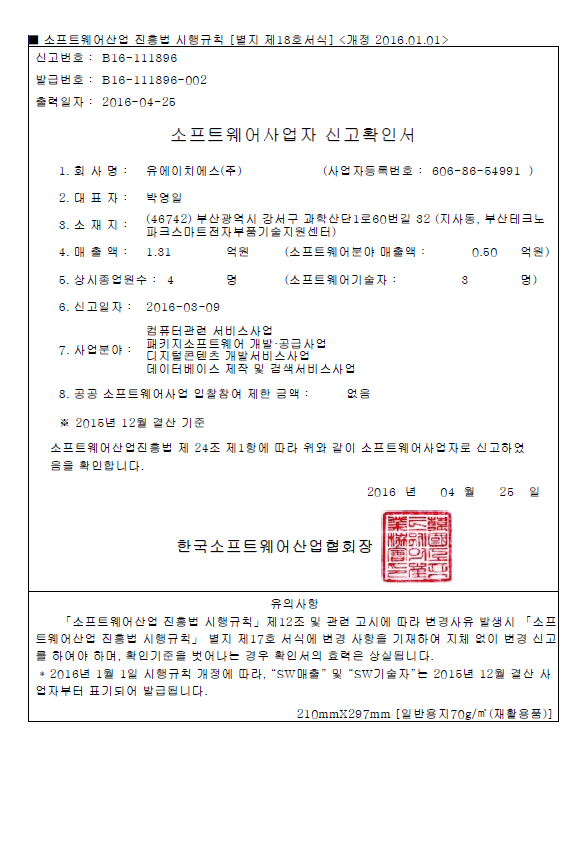 ■ 소프트웨어산업 진흥법 시행규칙 [별지 제18호서식] <개정 2016.01.01>
신고번호 : B16-111896
발급번호 : B16-111896-002
출력일자 : 2016-04-25
소프트웨어사업자 신고확인서
1. 회 사 명 : 유에이치에스(주) (사업자등록번호 : 606-86-54991 )
2. 대 표 자 : 박영일
3. 소 재 지 : (46742) 부산광역시 강서구 과학산단1로60번길 32 (지사동, 부산테크노
파크스마트전자부품기술지원센터)
4. 매 출 액 : 1.31 억원 (소프트웨어분야 매출액 : 0.50 억원)
5. 상시종업원수 : 4 명 (소프트웨어기술자 : 3 명)
6. 신고일자 : 2016-03-09
7. 사업분야 : 컴퓨터관련 서비스사업
패키지소프트웨어 개발·공급사업
디지털콘텐츠 개발서비스사업
데이터베이스 제작 및 검색서비스사업
8. 공공 소프트웨어사업 입찰참여 제한 금액 : 없음
※ 2015년 12월 결산 기준
소프트웨어산업진흥법 제 24조 제1항에 따라 위와 같이 소프트웨어사업자로 신고하였
음을 확인합니다.
2016 년 04 월 25 일
한국소프트웨어산업협회장
유의사항
「소프트웨어산업 진흥법 시행규칙」제12조 및 관련 고시에 따라 변경사유 발생시 「소프
트웨어산업 진흥법 시행규칙」 별지 제17호 서식에 변경 사항을 기재하여 지체 없이 변경 신고
를 하여야 하며, 확인기준을 벗어나는 경우 확인서의 효력은 상실됩니다.
* 2016년 1월 1일 시행규칙 개정에 따라, “SW매출” 및 “SW기술자”는 2015년 12월 결산 사
업자부터 표기되어 발급됩니다.
210mmX297mm [일반용지70g/㎡(재활용품)]